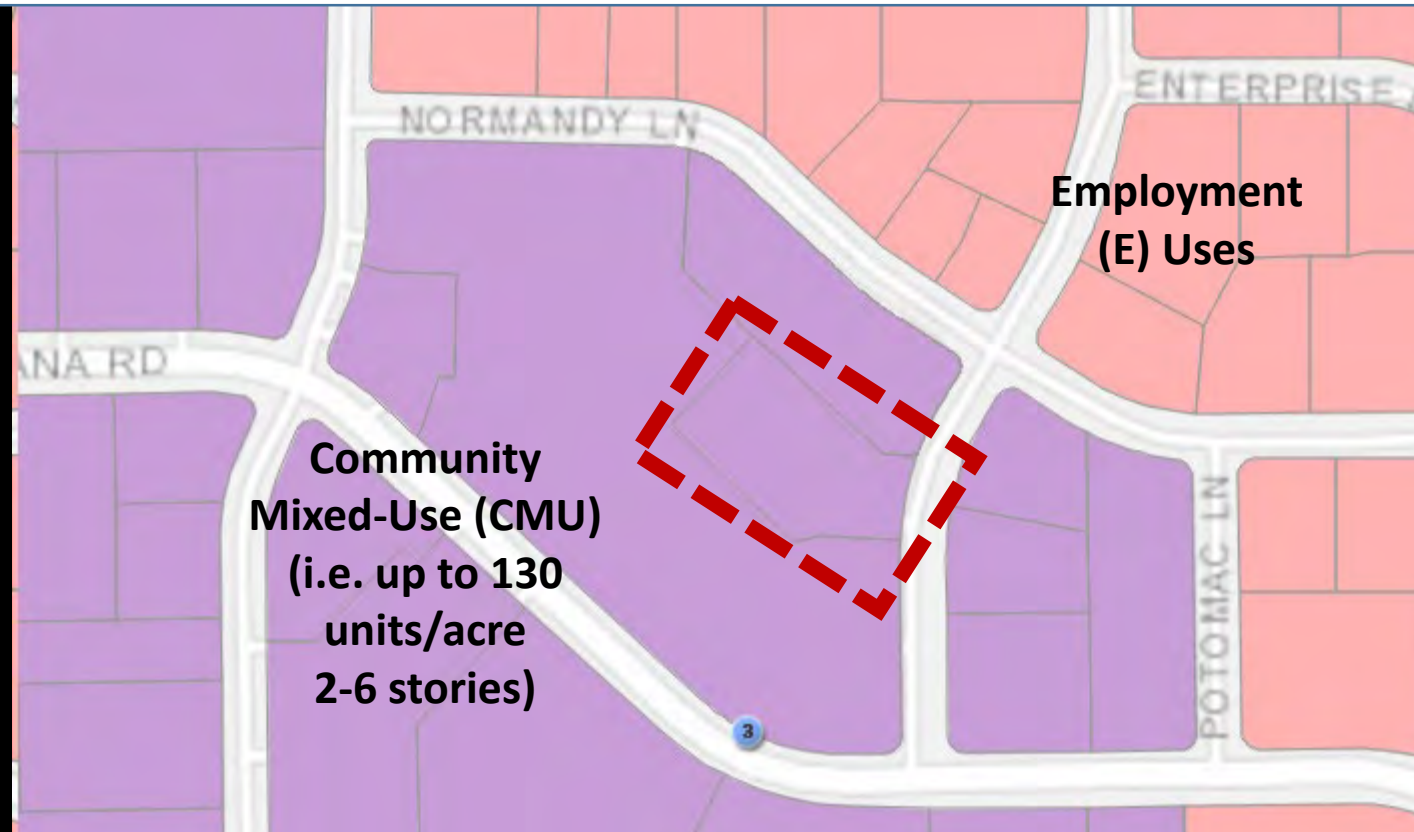 NORMANDY LN
ENTERPRISE
Employment
(E) Uses
ANA RD
Community
Mixed-Use (CMU)
(i.e. up to 130
units/acre
2-6 stories)
POTOMAC LN
3